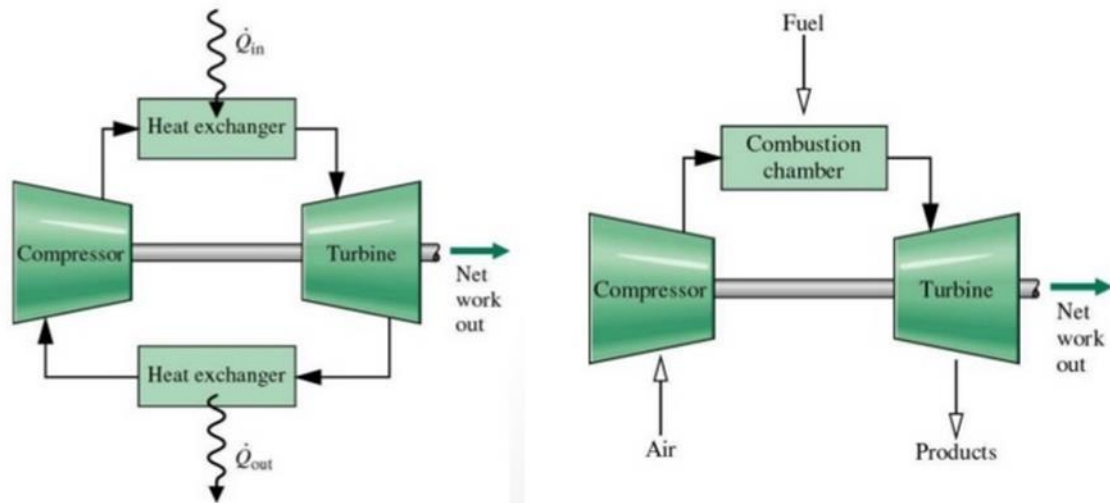 Q̇in
Heat exchanger
Compressor
Turbine
Net
work
out
Heat exchanger
Q̇out
Fuel
Combustion
chamber
Compressor
Turbine
Net
work
out
Air
Products